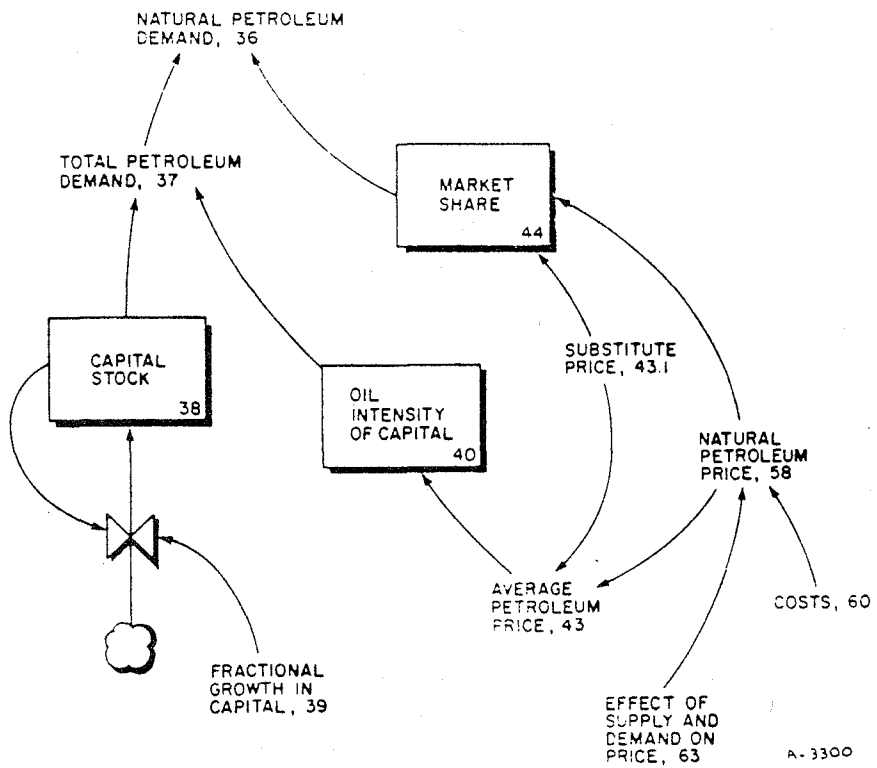 NATURAL PETROLEUM
DEMAND, 36
TOTAL PETROLEUM
DEMAND, 37
MARKET
SHARE
44
CAPITAL
STOCK
38
OIL
INTENSITY
OF CAPITAL
40
SUBSTITUTE
PRICE, 43.1
NATURAL
PETROLEUM
PRICE, 58
AVERAGE
PETROLEUM
PRICE, 43
COSTS, 60
FRACTIONAL
GROWTH IN
CAPITAL, 39
EFFECT OF
SUPPLY AND
DEMAND ON
PRICE, 63
A-3300